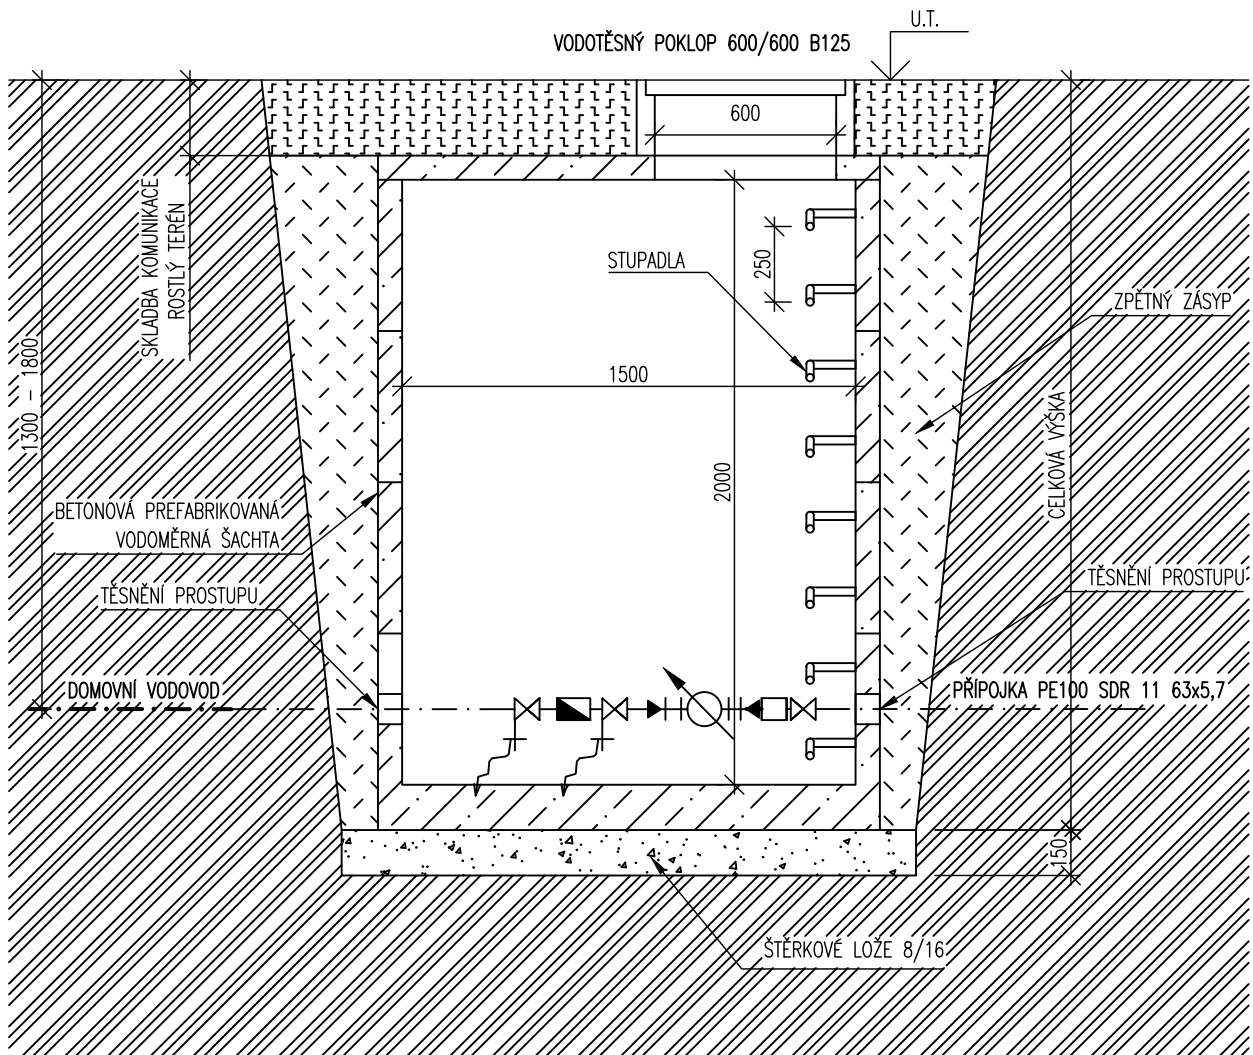 U.T.
VODOTĚSNÝ POKLOP 600/600 B125
600
SKLADBA KOMUNIKACE
ROSTLÝ TERÉN
STUPADLA
250
ZPĚTNÝ ZÁSYP
1300 - 1800
1500
CELKOVÁ VÝŠKA
2000
BETONOVÁ PREFABRIKOVANÁ
VODOMĚRNÁ ŠACHTA
TĚSNĚNÍ PROSTUPU
TĚSNĚNÍ PROSTUPU
DOMOVNÍ VODOVOD
PŘÍPOJKA PE100 SDR 11 63x5,7
150
ŠTĚRKOVÉ LOŽE 8/16